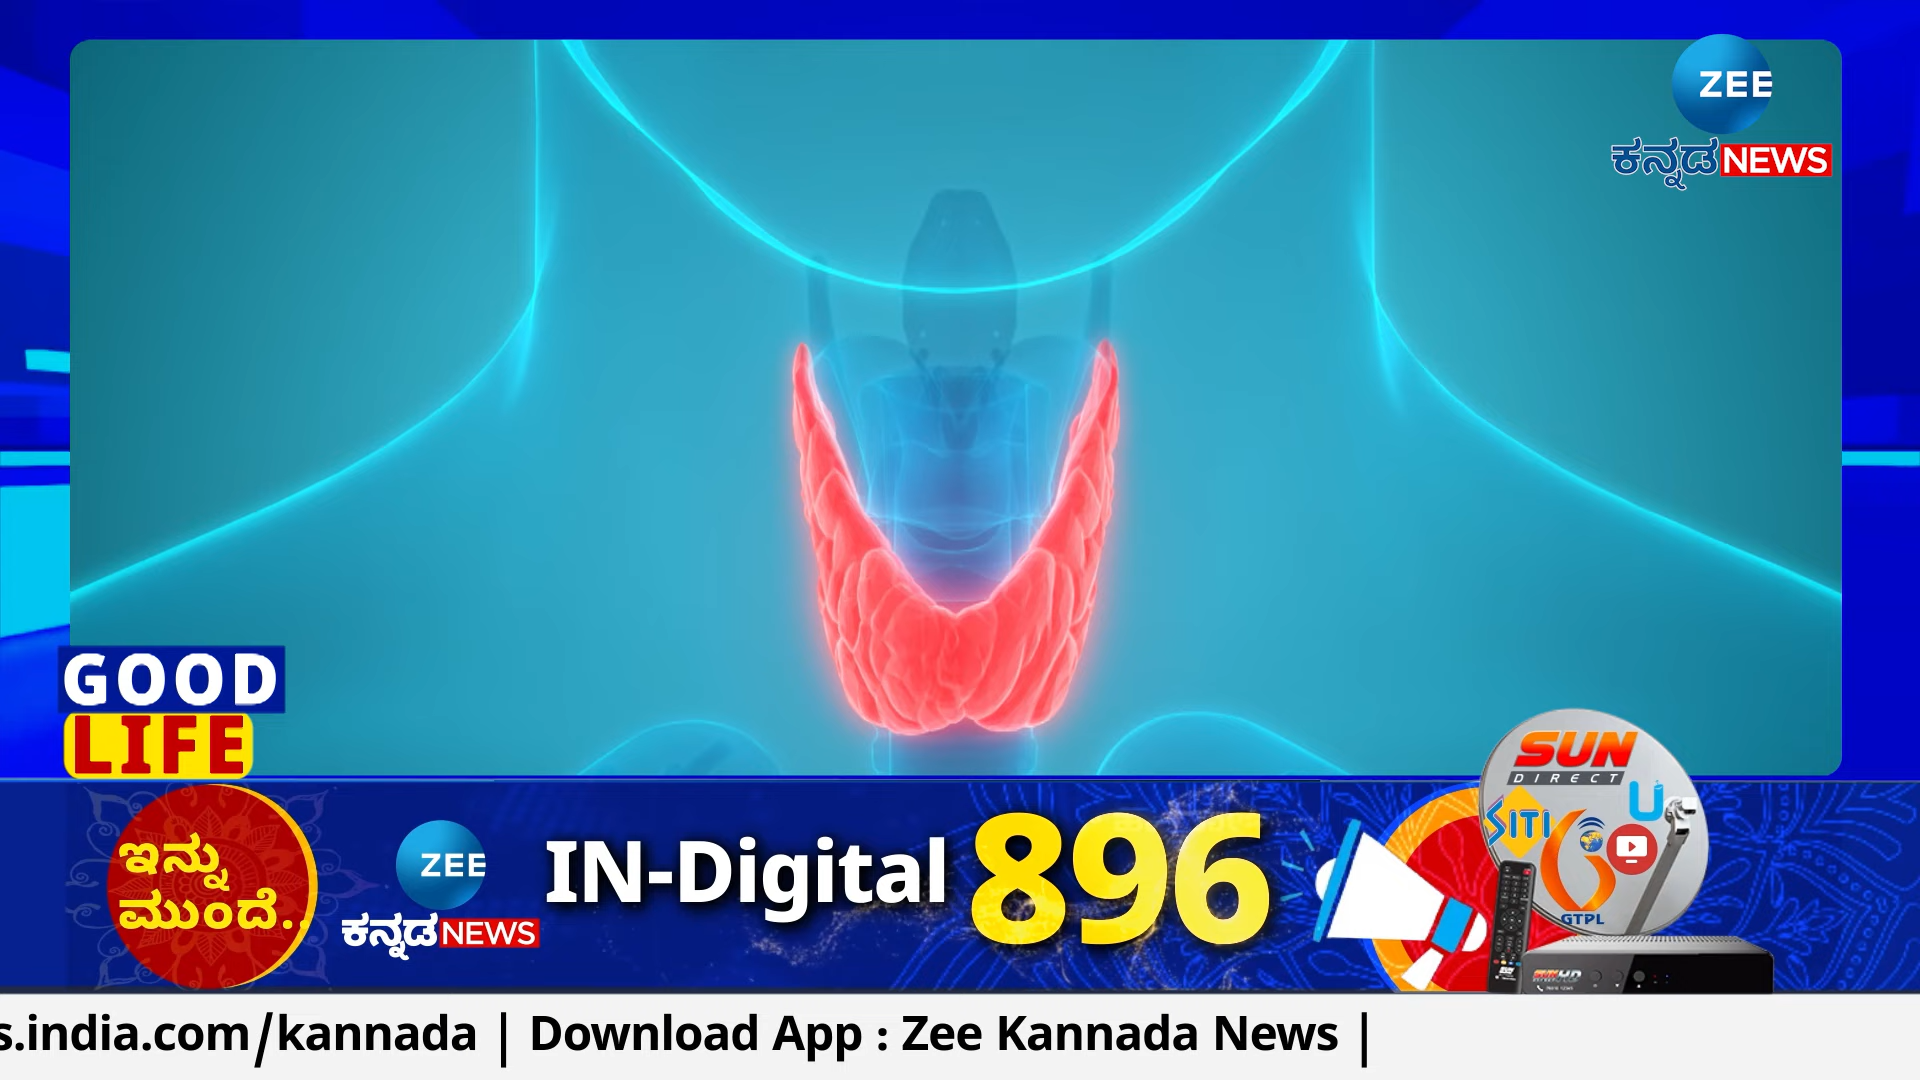 ZEE
ಕನ್ನಡ NEWS
GOOD
LIFE
ಇನ್ನು
ಮುಂದೆ..
ZEE
ಕನ್ನಡ NEWS
IN-Digital 896
SUN
DIRECT
SITI
U
GTPL
s.india.com/kannada | Download App : Zee Kannada News |